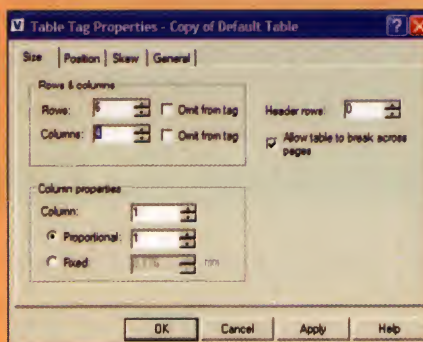 Table Tag Properties - Copy of Default Table
Size Position Skew General
Rows & columns
Rows: 6 Omit from tag
Header rows: 0
Columns: 4 Omit from tag
Allow table to break across
pages
Column properties
Column: 1
Proportional: 1
Fixed: mm
OK Cancel Apply Help